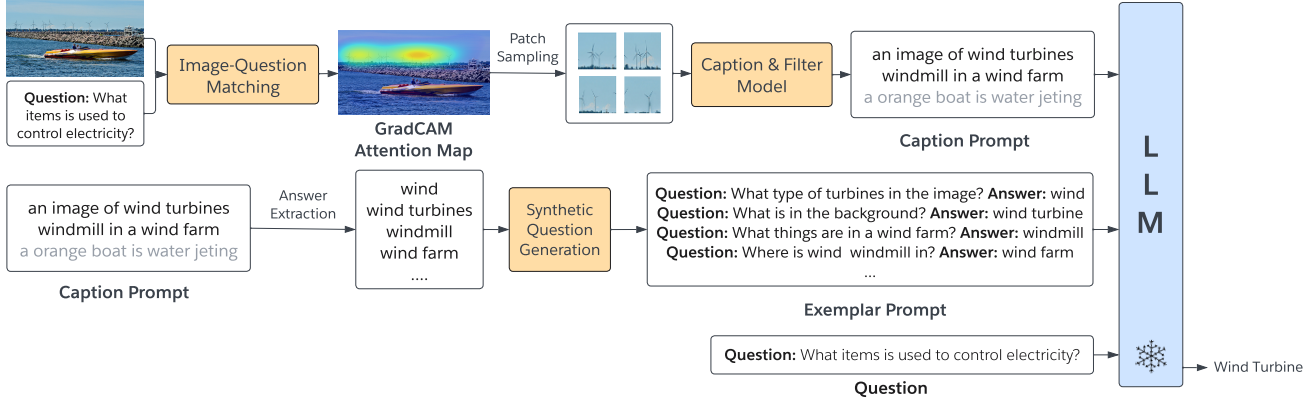 Question: What
items is used to
control electricity?
Image-Question
Matching
GradCAM
Attention Map
Patch
Sampling
Caption & Filter
Model
an image of wind turbines
windmill in a wind farm
a orange boat is water jeting
Caption Prompt
L
L
M
an image of wind turbines
windmill in a wind farm
a orange boat is water jeting
Caption Prompt
Answer
Extraction
wind
wind turbines
windmill
wind farm
....
Synthetic
Question
Generation
Question: What type of turbines in the image? Answer: wind
Question: What is in the background? Answer: wind turbine
Question: What things are in a wind farm? Answer: windmill
Question: Where is wind windmill in? Answer: wind farm
...
Exemplar Prompt
Question: What items is used to control electricity?
Question
Wind Turbine